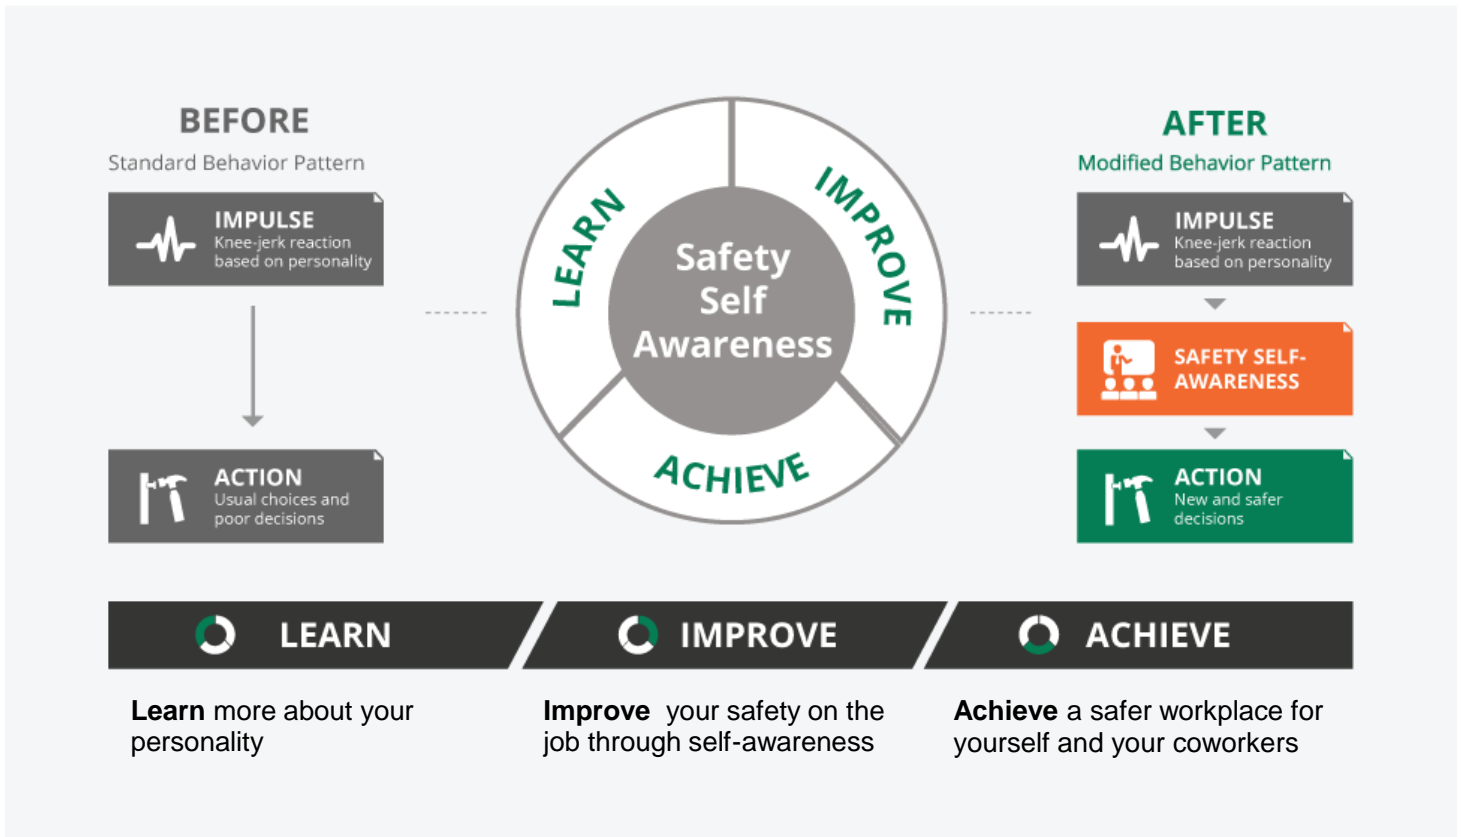 BEFORE
Standard Behavior Pattern
IMPULSE
Knee-jerk reaction
based on personality
ACTION
Usual choices and
poor decisions
LEARN
IMPROVE
ACHIEVE
Safety
Self
Awareness
AFTER
Modified Behavior Pattern
IMPULSE
Knee-jerk reaction
based on personality
SAFETY SELF-
AWARENESS
ACTION
New and safer
decisions
LEARN
IMPROVE
ACHIEVE
Learn more about your
personality
Improve your safety on the
job through self-awareness
Achieve a safer workplace for
yourself and your coworkers